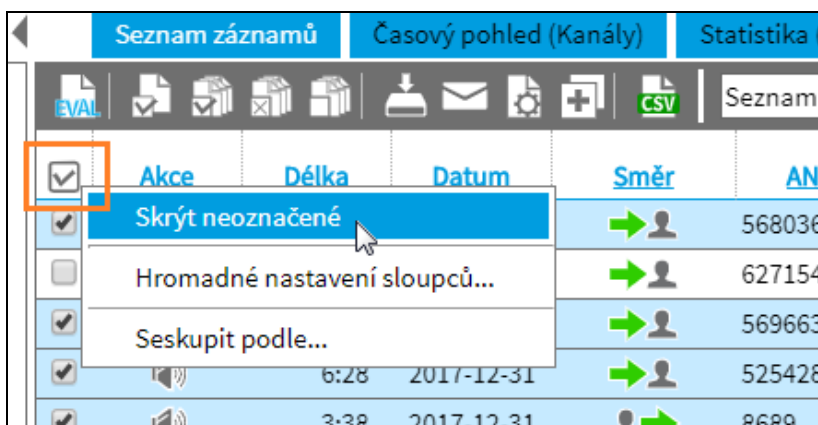 Seznam záznamů Časový pohled (Kanály) Statistika
EVAL CSV Seznam
Akce Délka Datum Směr AN
Skrýt neoznačené 568036
Hromadné nastavení sloupců... 627154
569663
Seskupit podle...
6:28 2017-12-31 525428
3:38 2017-12-31 8689